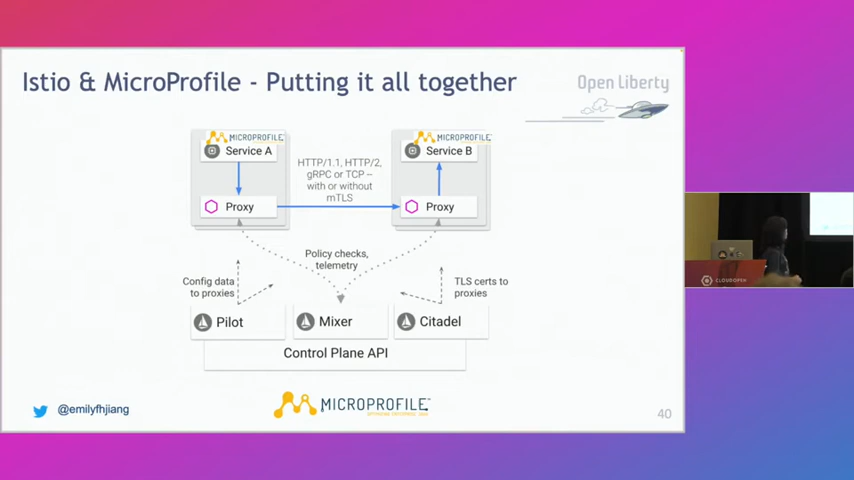 Istio & MicroProfile - Putting it all together
Open Liberty
MICROPROFILE
Service A
Proxy
HTTP/1.1, HTTP/2,
gRPC or TCP --
with or without
mTLS
MICROPROFILE
Service B
Proxy
Policy checks,
telemetry
Config data
to proxies
TLS certs to
proxies
Pilot
Mixer
Citadel
Control Plane API
@emilyfhjiang
MICROPROFILE
40
CLOUDOPEN